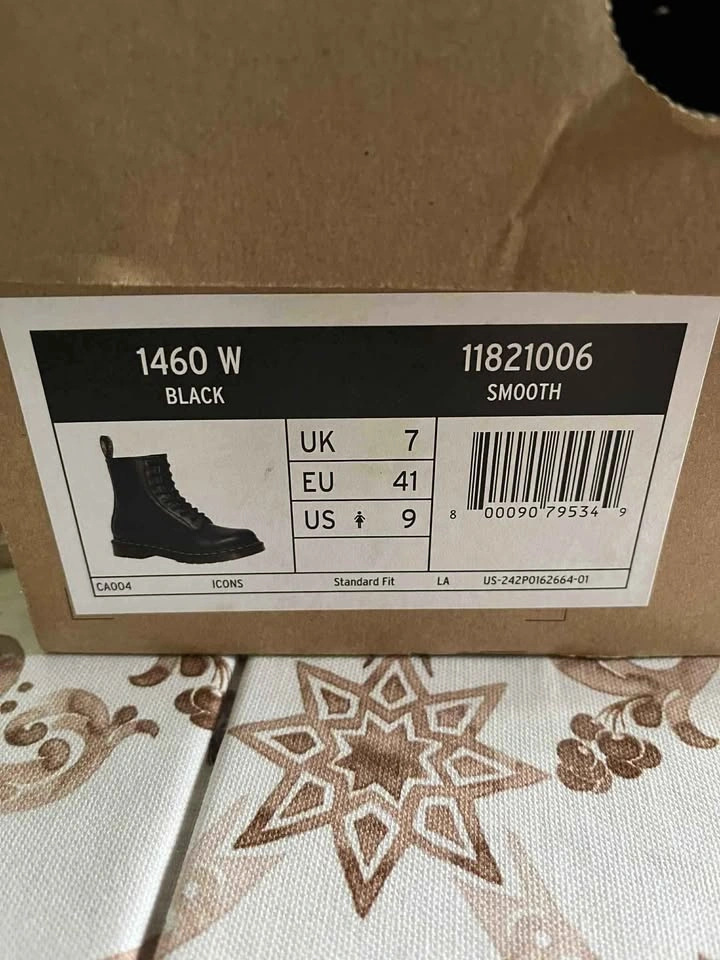 1460 W
BLACK
11821006
SMOOTH
UK 7
EU 41
US 9
8 00090 79534 9
CA004 ICONS Standard Fit LA US-242P0162664-01